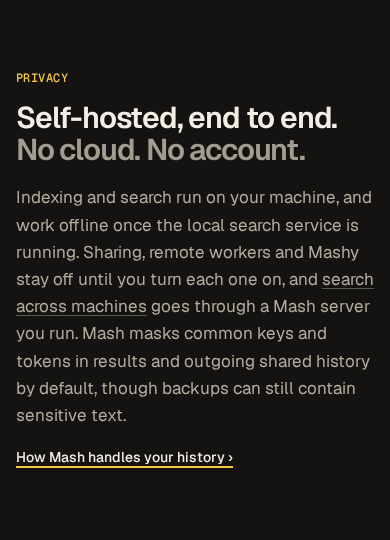 PRIVACY
Self-hosted, end to end.
No cloud. No account.
Indexing and search run on your machine, and
work offline once the local search service is
running. Sharing, remote workers and Mashy
stay off until you turn each one on, and search
across machines goes through a Mash server
you run. Mash masks common keys and
tokens in results and outgoing shared history
by default, though backups can still contain
sensitive text.
How Mash handles your history ›